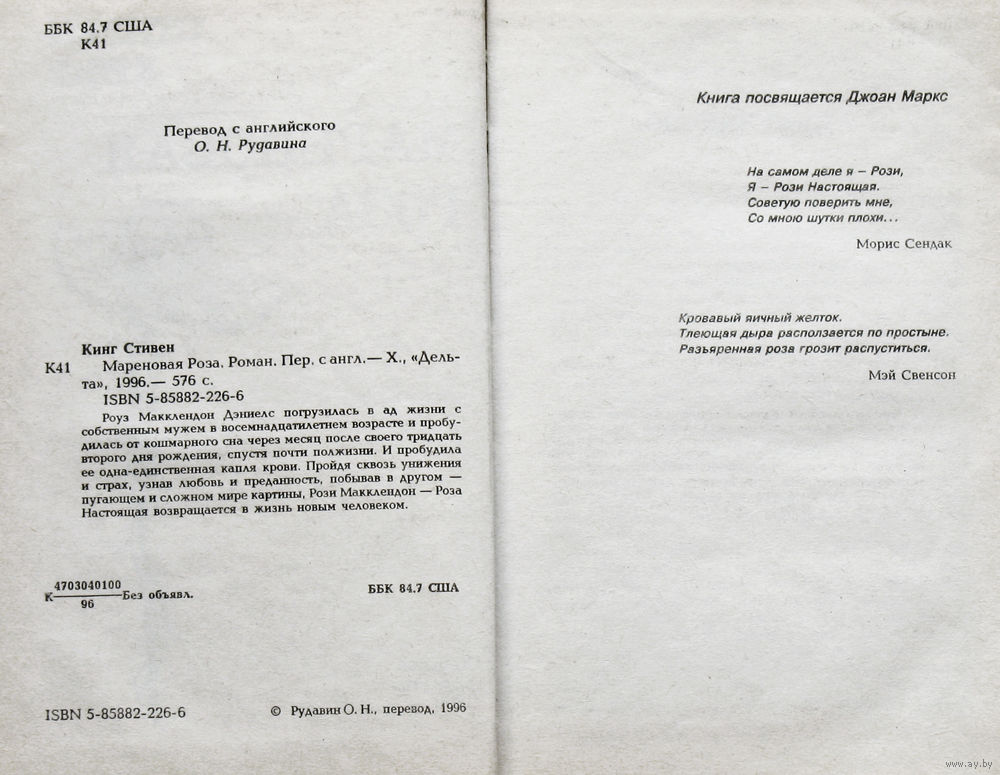 ББК 84.7 США
К41
Перевод с английского
О. Н. Рудавина
Кинг Стивен
К41 Мареновая Роза. Роман. Пер. с англ.— Х., «Дель-
та», 1996.— 576 с.
ISBN 5-85882-226-6
Роуз Макклендон Дэниелс погрузилась в ад жизни с
собственным мужем в восемнадцатилетнем возрасте и пробу-
дилась от кошмарного сна через месяц после своего тридцать
второго дня рождения, спустя почти полжизни. И пробудила
ее одна-единственная капля крови. Пройдя сквозь унижения
и страх, узнав любовь и преданность, побывав в другом —
пугающем и сложном мире картины, Рози Макклендон — Роза
Настоящая возвращается в жизнь новым человеком.
4703040100
К Без объявл.
96
ББК 84.7 США
ISBN 5-85882-226-6
© Рудавин О. Н., перевод, 1996
Книга посвящается Джоан Маркс
На самом деле я – Рози,
Я – Рози Настоящая.
Советую поверить мне,
Со мною шутки плохи...
Морис Сендак
Кровавый яичный желток.
Тлеющая дыра расползается по простыне.
Разъяренная роза грозит распуститься.
Мэй Свенсон
www.ay.by